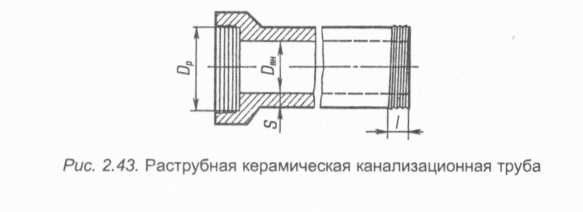 Dр
Dвн
S
l
Рис. 2.43. Раструбная керамическая канализационная труба